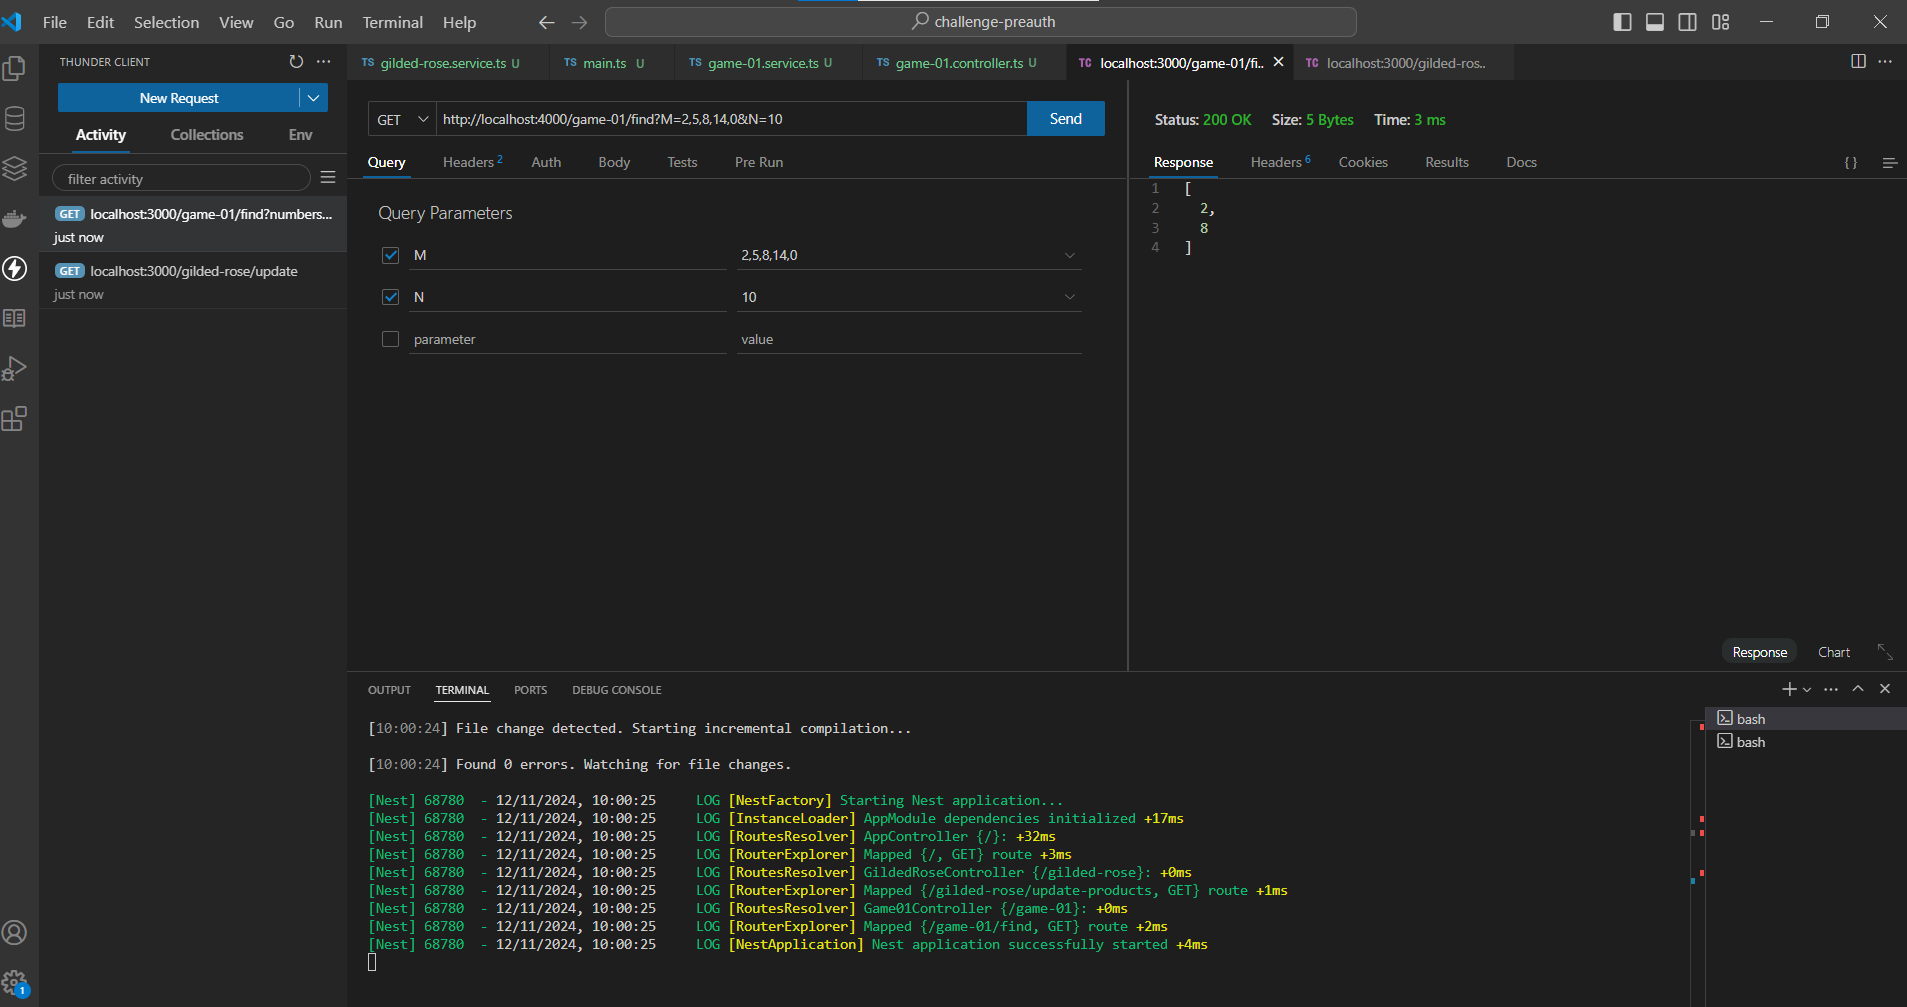 File Edit Selection View Go Run Terminal Help
challenge-preauth
THUNDER CLIENT
New Request
Activity Collections Env
filter activity
GET localhost:3000/game-01/find?numbers...
just now
GET localhost:3000/gilded-rose/update
just now
TS gilded-rose.service.ts U
TS main.ts U
TS game-01.service.ts U
TS game-01.controller.ts U
TC localhost:3000/game-01/fi..
TC localhost:3000/gilded-ros..
GET http://localhost:4000/game-01/find?M=2,5,8,14,0&N=10 Send
Query Headers 2 Auth Body Tests Pre Run
Query Parameters
M 2,5,8,14,0
N 10
parameter value
Status: 200 OK Size: 5 Bytes Time: 3 ms
Response Headers 6 Cookies Results Docs { }
1 [
2 2,
3 8
4 ]
Response Chart
OUTPUT TERMINAL PORTS DEBUG CONSOLE
[10:00:24] File change detected. Starting incremental compilation...
[10:00:24] Found 0 errors. Watching for file changes.
[Nest] 68780 - 12/11/2024, 10:00:25 LOG [NestFactory] Starting Nest application...
[Nest] 68780 - 12/11/2024, 10:00:25 LOG [InstanceLoader] AppModule dependencies initialized +17ms
[Nest] 68780 - 12/11/2024, 10:00:25 LOG [RoutesResolver] AppController {/}: +32ms
[Nest] 68780 - 12/11/2024, 10:00:25 LOG [RouterExplorer] Mapped {/, GET} route +3ms
[Nest] 68780 - 12/11/2024, 10:00:25 LOG [RoutesResolver] GildedRoseController {/gilded-rose}: +0ms
[Nest] 68780 - 12/11/2024, 10:00:25 LOG [RouterExplorer] Mapped {/gilded-rose/update-products, GET} route +1ms
[Nest] 68780 - 12/11/2024, 10:00:25 LOG [RoutesResolver] Game01Controller {/game-01}: +0ms
[Nest] 68780 - 12/11/2024, 10:00:25 LOG [RouterExplorer] Mapped {/game-01/find, GET} route +2ms
[Nest] 68780 - 12/11/2024, 10:00:25 LOG [NestApplication] Nest application successfully started +4ms
bash
bash
1